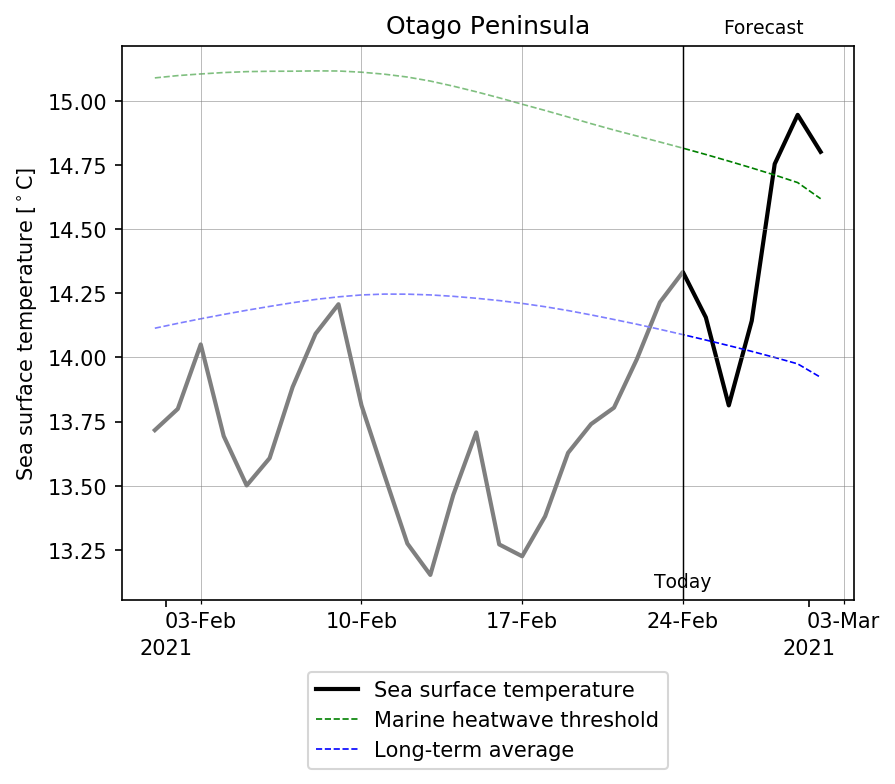 Otago Peninsula
Forecast
Sea surface temperature [°C]
15.00
14.75
14.50
14.25
14.00
13.75
13.50
13.25
Today
03-Feb 10-Feb 17-Feb 24-Feb 03-Mar
2021 2021
Sea surface temperature
Marine heatwave threshold
Long-term average